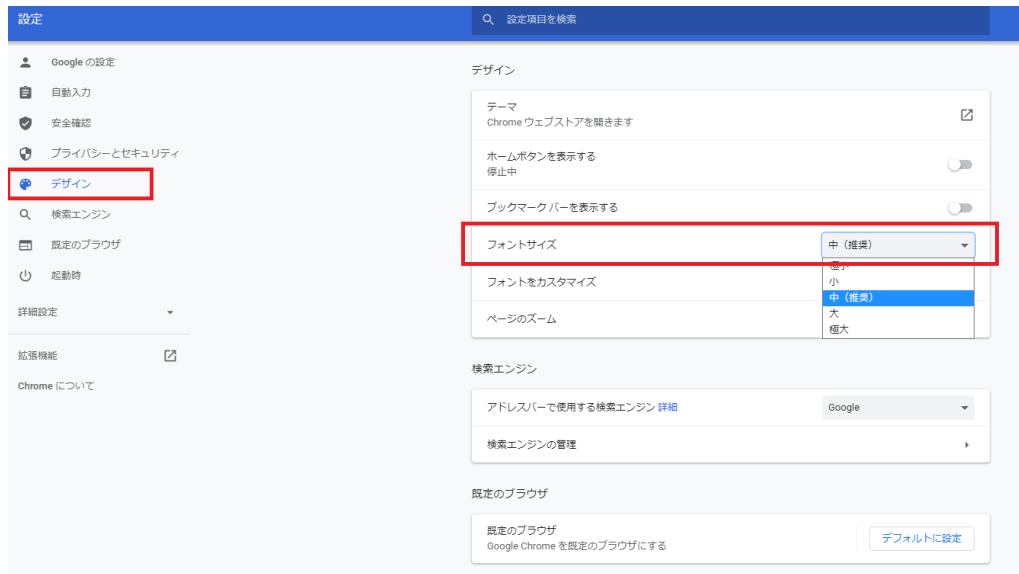 設定
設定項目を検索
Google の設定
自動入力
安全確認
プライバシーとセキュリティ
デザイン
検索エンジン
既定のブラウザ
起動時
詳細設定
拡張機能
Chrome について
デザイン
テーマ
Chrome ウェブストアを開きます
ホームボタンを表示する
停止中
ブックマーク バーを表示する
フォントサイズ
中（推奨）
極小
小
中（推奨）
大
極大
フォントをカスタマイズ
ページのズーム
検索エンジン
アドレスバーで使用する検索エンジン 詳細
Google
検索エンジンの管理
既定のブラウザ
既定のブラウザ
Google Chrome を既定のブラウザにする
デフォルトに設定